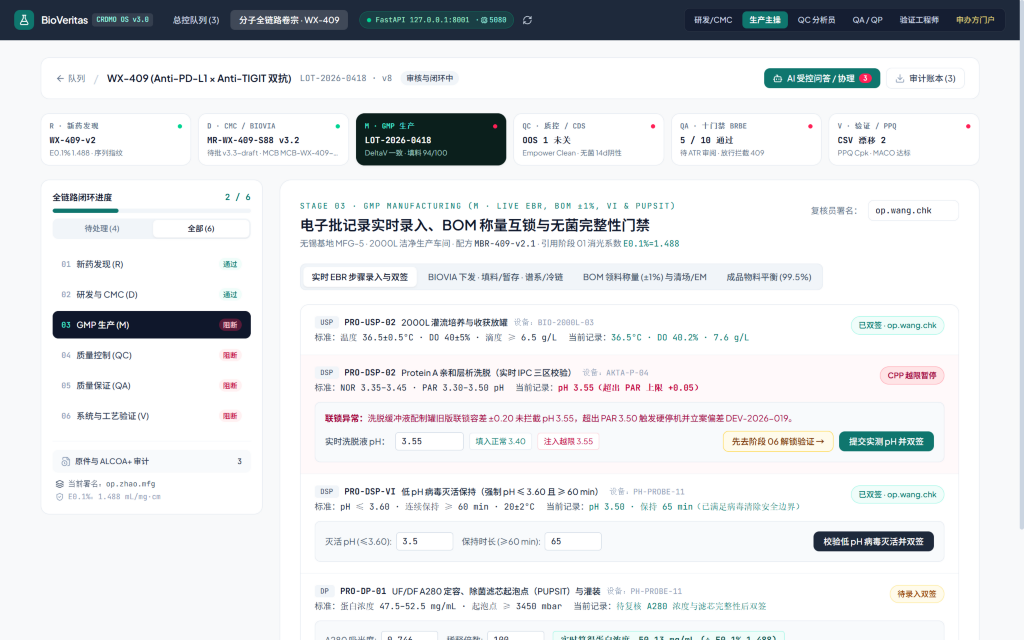 BioVeritas CROMO OS v3.0 总控队列 (3) 分子全链路卷宗 · WX-409 FastAPI 127.0.0.1:8001 · 5080 研发/CMC 生产主操 QC 分析员 QA / QP 验证工程师 申办方门户
← 队列 / WX-409 (Anti-PD-L1 × Anti-TIGIT 双抗) LOT-2026-0418 · v8 审核与闭环中 AI 受控问答 / 协理 3 审计账本 (3)
R · 新药发现
WX-409-v2
E0.1% 1.488 · 序列指纹
D · CMC / BIOVIA
MR-WX-409-S88 v3.2
待批 v3.3-draft · MCB MCB-WX-409-…
M · GMP 生产
LOT-2026-0418
DeltaV 一致 · 填料 94/100
QC · 质控 / CDS
OOS 1 未关
Empower Clean · 无菌 14d阴性
QA · 十门禁 BRBE
5 / 10 通过
待 ATR 审阅 · 放行拦截 409
V · 验证 / PPQ
CSV 漂移 2
PPQ Cpk · MACO 达标
全链路闭环进度 2 / 6
待处理 (4) 全部 (6)
01 新药发现 (R) 通过
02 研发与 CMC (D) 通过
03 GMP 生产 (M) 阻断
04 质量控制 (QC) 阻断
05 质量保证 (QA) 阻断
06 系统与工艺验证 (V) 阻断
原件与 ALCOA+ 审计 3
当前署名: op.zhao.mfg
E0.1%: 1.488 mL/mg·cm
STAGE 03 · GMP MANUFACTURING (M · LIVE EBR, BOM ±1%, VI & PUPSIT)
电子批记录实时录入、BOM 称量互锁与无菌完整性门禁
无锡基地 MFG-5 · 2000L 洁净生产车间 · 配方 MBR-409-v2.1 · 引用阶段 01 消光系数 E0.1%=1.488
复核员署名: op.wang.chk
实时 EBR 步骤录入与双签 BIOVIA 下发 · 填料/暂存 · 谱系/冷链 BOM 领料称量 (±1%) 与清场/EM 成品物料平衡 (99.5%)
USP PRO-USP-02 2000L 灌流培养与收获放罐 设备: BIO-2000L-03
标准: 温度 36.5±0.5°C · DO 40±5% · 滴度 ≥ 6.5 g/L 当前记录: 36.5°C · DO 40.2% · 7.6 g/L
已双签 · op.wang.chk
DSP PRO-DSP-02 Protein A 亲和层析洗脱（实时 IPC 三区校验） 设备: AKTA-P-04
标准: NOR 3.35–3.45 · PAR 3.30–3.50 pH 当前记录: pH 3.55 (超出 PAR 上限 +0.05)
CPP 越限暂停
联锁异常：洗脱缓冲液配制罐旧版联锁容差 ±0.20 未拦截 pH 3.55，超出 PAR 3.50 触发硬停机并立案偏差 DEV-2026-019。
实时洗脱液 pH: 3.55 填入正常 3.40 注入越限 3.55 先去阶段 06 解锁验证 → 提交实测 pH 并双签
DSP PRO-DSP-VI 低 pH 病毒灭活保持（强制 pH ≤ 3.60 且 ≥ 60 min） 设备: PH-PROBE-11
标准: pH ≤ 3.60 · 连续保持 ≥ 60 min · 20±2°C 当前记录: pH 3.50 · 保持 65 min（已满足病毒清除安全边界）
已双签 · op.wang.chk
灭活 pH (≤3.60): 3.5 保持时长 (≥60 min): 65 校验低 pH 病毒灭活并双签
DP PRO-DP-01 UF/DF A280 定容、除菌滤芯起泡点（PUPSIT）与灌装 设备: PH-PROBE-11
标准: 蛋白浓度 47.5–52.5 mg/mL · 起泡点 ≥ 3450 mbar 当前记录: 待复核 A280 浓度与滤芯完整性后双签
待录入双签